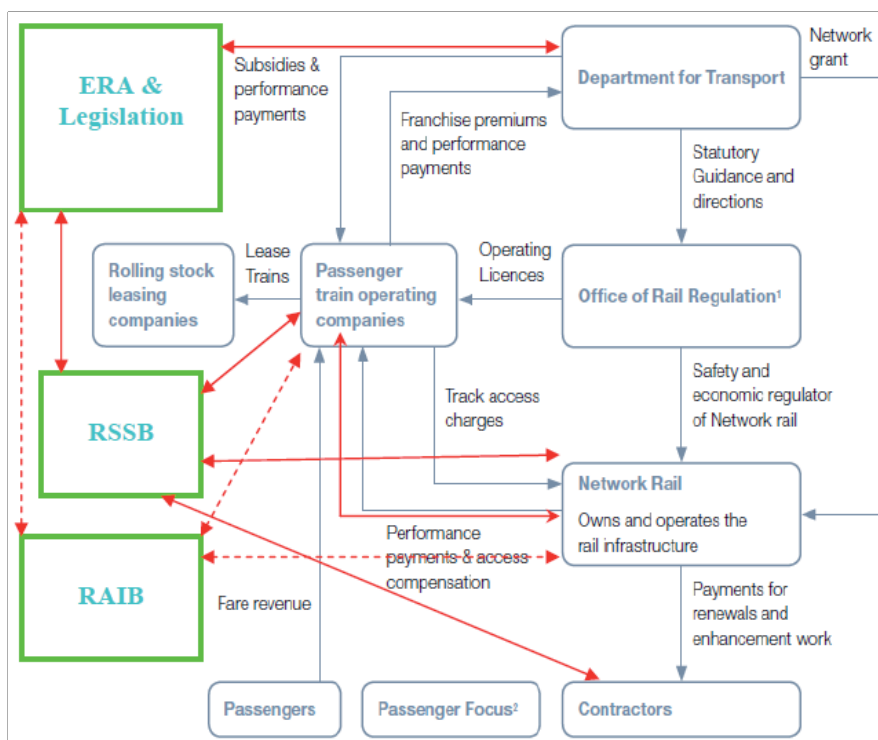 ERA &
Legislation
Subsidies &
performance
payments
Department for Transport
Network
grant
Franchise premiums
and performance
payments
Statutory
Guidance and
directions
Rolling stock
leasing
companies
Lease
Trains
Passenger
train operating
companies
Operating
Licences
Office of Rail Regulation¹
RSSB
Track access
charges
Safety and
economic regulator
of Network rail
Network Rail
Owns and operates the
rail infrastructure
RAIB
Fare revenue
Performance
payments & access
compensation
Payments for
renewals and
enhancement work
Passengers
Passenger Focus²
Contractors